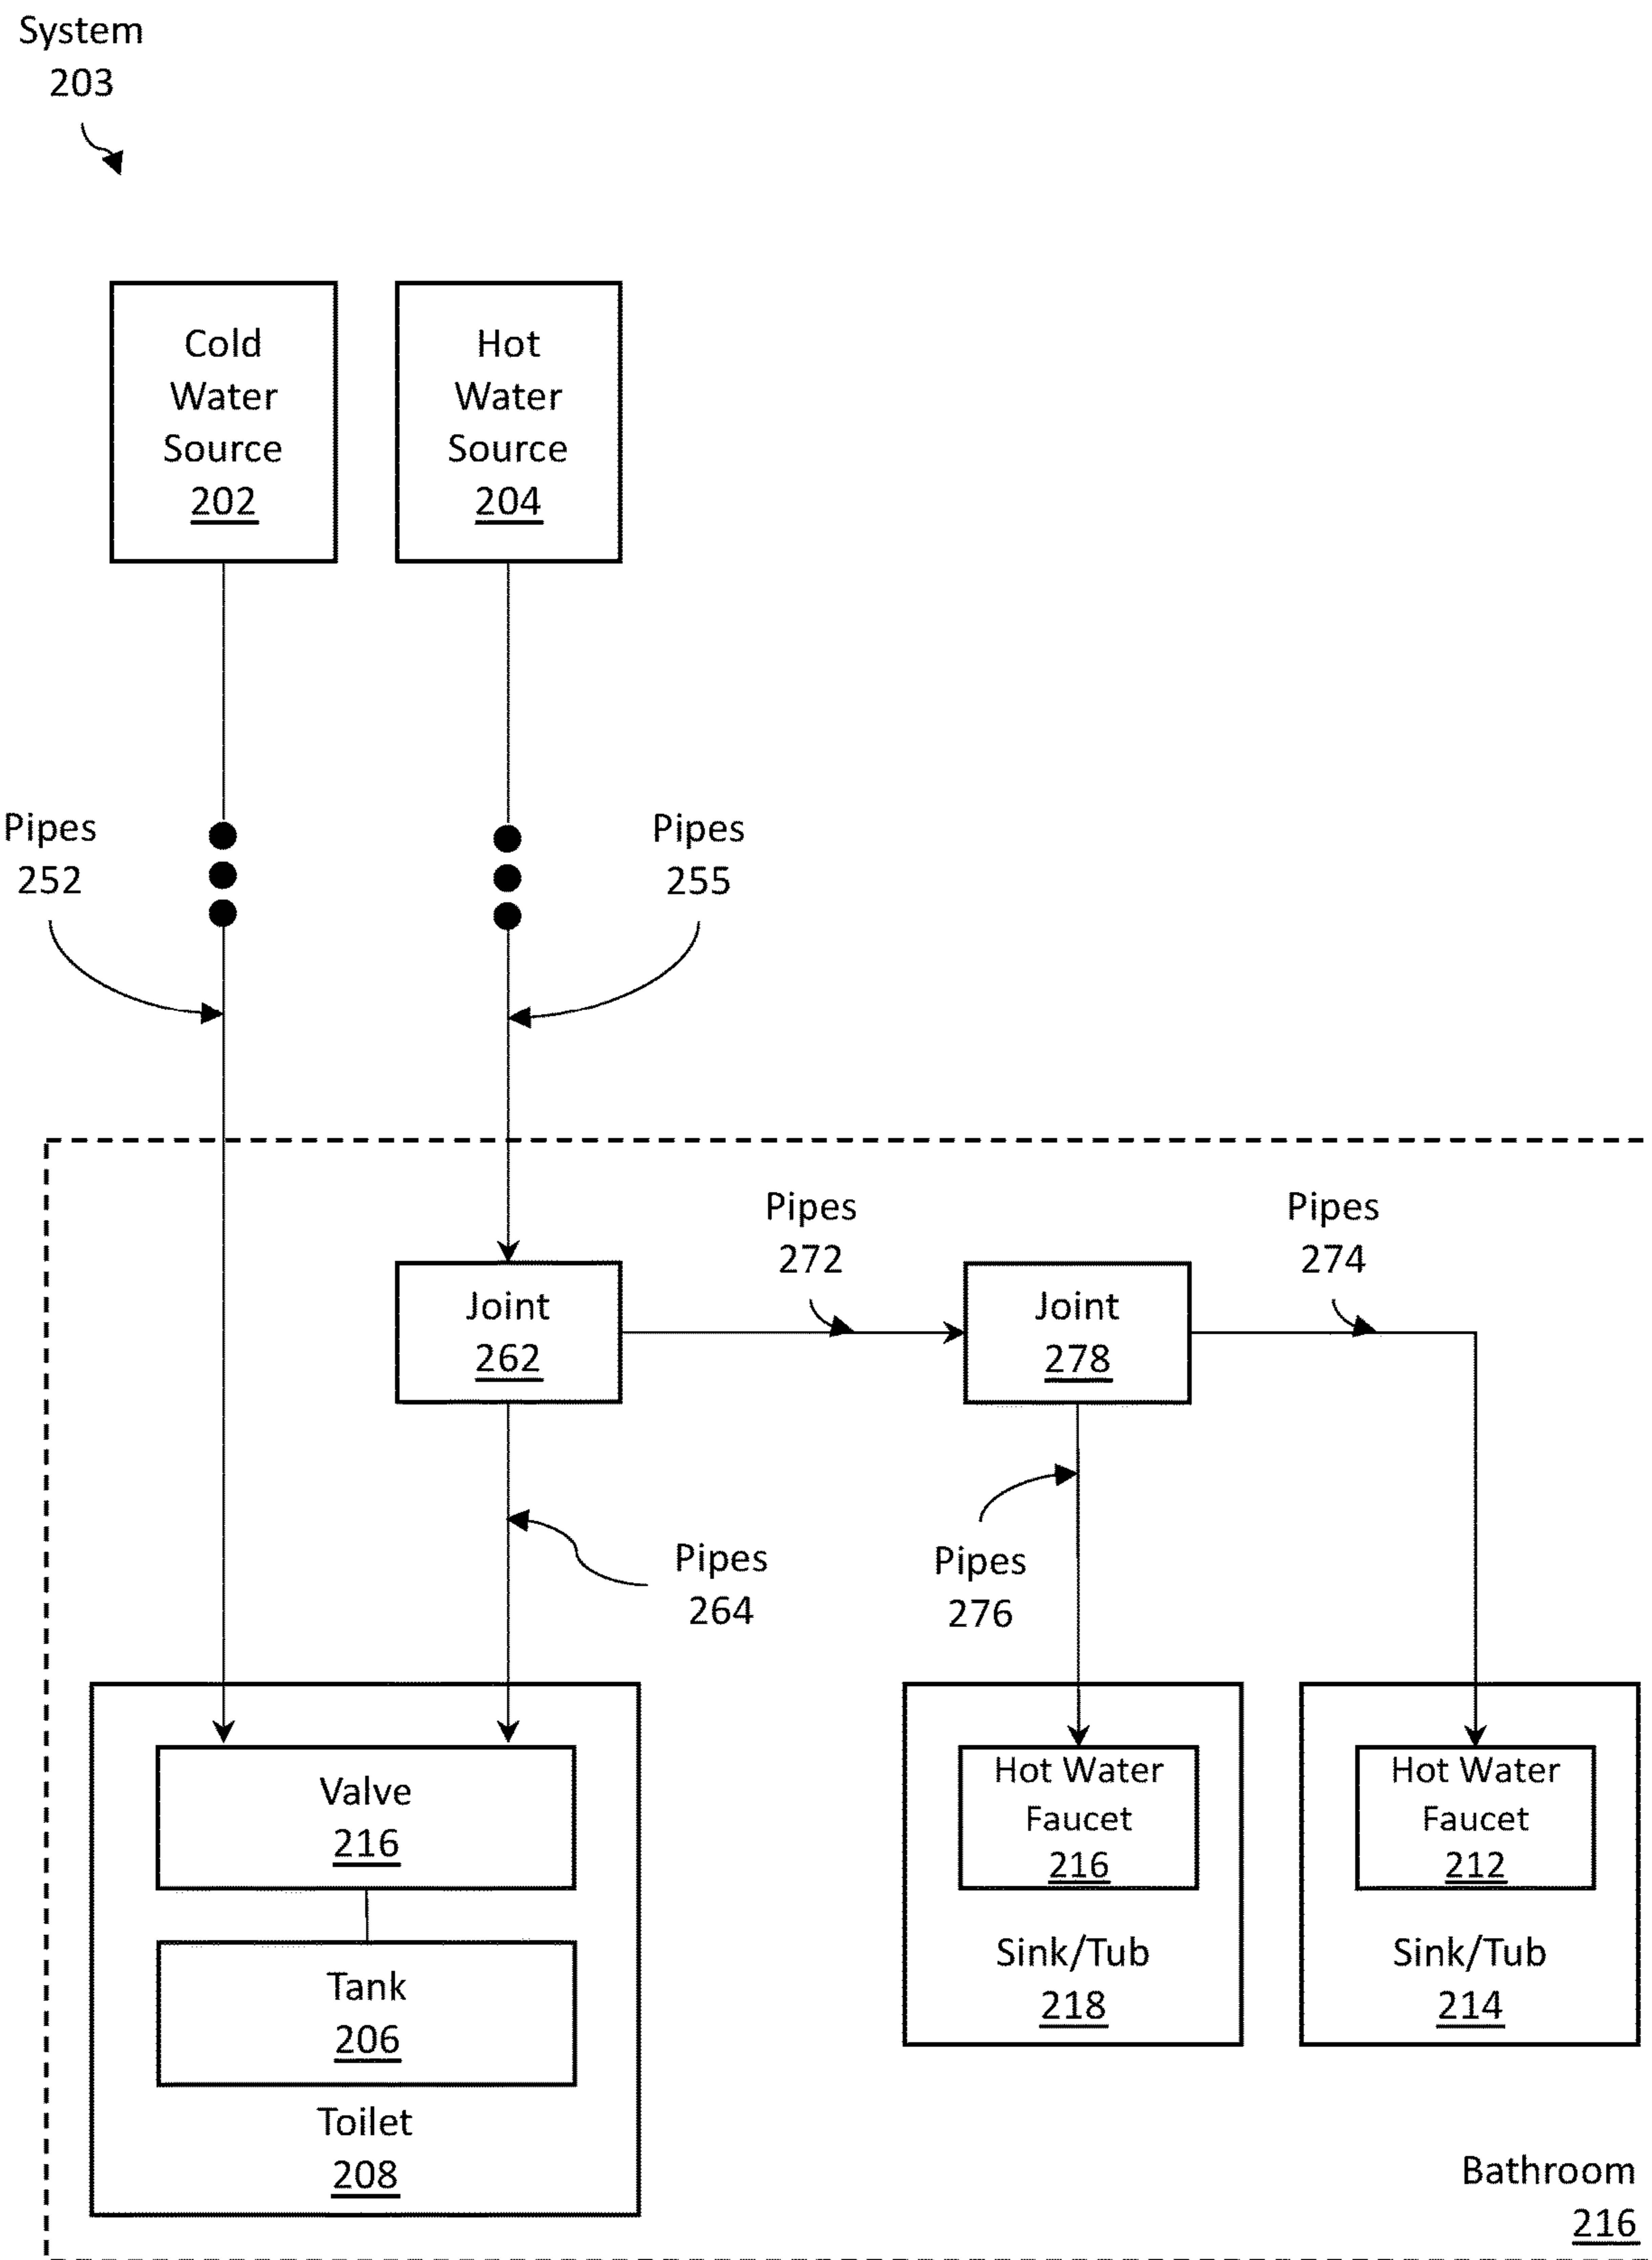 System
203
Cold
Water
Source
202
Hot
Water
Source
204
Pipes
252
Pipes
255
Pipes
272
Pipes
274
Joint
262
Joint
278
Pipes
264
Pipes
276
Valve
216
Tank
206
Toilet
208
Hot Water
Faucet
216
Sink/Tub
218
Hot Water
Faucet
212
Sink/Tub
214
Bathroom
216